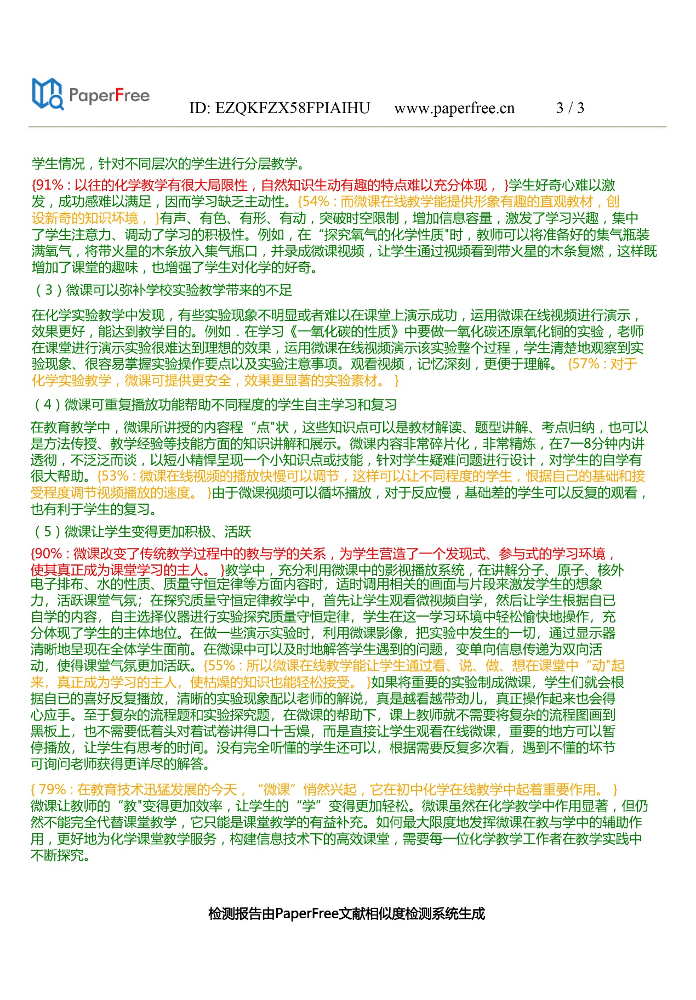 PaperFree
ID: EZQKFZX58FPIAIHU www.paperfree.cn 3 / 3
学生情况，针对不同层次的学生进行分层教学。
{91%：以往的化学教学有很大局限性，自然知识生动有趣的特点难以充分体现， }学生好奇心难以激
发，成功感难以满足，因而学习缺乏主动性。{54%：而微课在线教学能提供形象有趣的直观教材，创
设新奇的知识坏境， }有声、有色、有形、有动，突破时空限制，增加信息容量，激发了学习兴趣，集中
了学生注意力、调动了学习的积极性。例如，在“探究氧气的化学性质"时，教师可以将准备好的集气瓶装
满氧气，将带火星的木条放入集气瓶口，并录成微课视频，让学生通过视频看到带火星的木条复燃，这样既
增加了课堂的趣味，也增强了学生对化学的好奇。
（3）微课可以弥补学校实验教学带来的不足
在化学实验教学中发现，有些实验现象不明显或者难以在课堂上演示成功，运用微课在线视频进行演示，
效果更好，能达到教学目的。例如．在学习《一氧化碳的性质》中要做一氧化碳还原氧化铜的实验，老师
在课堂进行演示实验很难达到理想的效果，运用微课在线视频演示该实验整个过程，学生清楚地观察到实
验现象、很容易掌握实验操作要点以及实验注意事项。观看视频，记忆深刻，更便于理解。 {57%：对于
化学实验教学，微课可提供更安全，效果更显著的实验素材。 }
（4）微课可重复播放功能帮助不同程度的学生自主学习和复习
在教育教学中，微课所讲授的内容程“点"状，这些知识点可以是教材解读、题型讲解、考点归纳，也可以
是方法传授、教学经验等技能方面的知识讲解和展示。微课内容非常碎片化，非常精炼，在7一8分钟内讲
透彻，不泛泛而谈，以短小精悍呈现一个小知识点或技能，针对学生疑难问题进行设计，对学生的自学有
很大帮助。{53%：微课在线视频的播放快慢可以调节，这样可以让不同程度的学生，恨据自己的基础和接
受程度调节视频播放的速度。 }由于微课视频可以循坏播放，对于反应慢，基础差的学生可以反复的观看，
也有利于学生的复习。
（5）微课让学生变得更加积极、活跃
{90%：微课改变了传统教学过程中的教与学的关系，为学生营造了一个发现式、参与式的学习环境，
使其真正成为课堂学习的主人。 }教学中，充分利用微课中的影视播放系统，在讲解分子、原子、核外
电子排布、水的性质、质量守恒定律等方面内容时，适时调用相关的画面与片段来激发学生的想象
力，活跃课堂气氛；在探究质量守恒定律教学中，首先让学生观看微视频自学，然后让学生根据自已
自学的内容，自主选择仪器进行实验探究质量守恒定律，学生在这一学习环境中轻松愉快地操作，充
分体现了学生的主体地位。在做一些演示实验时，利用微课影像，把实验中发生的一切，通过显示器
清晰地呈现在全体学生面前。在微课中可以及时地解答学生遇到的问题，变单向信息传递为双向活
动，使得课堂气氛更加活跃。{55%：所以微课在线教学能让学生通过看、说、做、想在课堂中“动"起
来，真正成为学习的主人，使枯燥的知识也能轻松接受。 }如果将重要的实验制成微课，学生们就会根
据自已的喜好反复播放，清晰的实验现象配以老师的解说，真是越看越带劲儿，真正操作起来也会得
心应手。至于复杂的流程题和实验探究题，在微课的帮助下，课上教师就不需要将复杂的流程图画到
黑板上，也不需要低着头对着试卷讲得口十舌燥，而是直接让学生观看在线微课，重要的地方可以暂
停播放，让学生有思考的时间。没有完全听懂的学生还可以，根据需要反复多次看，遇到不懂的坏节
可询问老师获得更详尽的解答。
{ 79%：在教育技术迅猛发展的今天，“微课”悄然兴起，它在初中化学在线教学中起着重要作用。 }
微课让教师的“教"变得更加效率，让学生的“学”变得更加轻松。微课虽然在化学教学中作用显著，但仍
然不能完全代替课堂教学，它只能是课堂教学的有益补充。如何最大限度地发挥微课在教与学中的辅助作
用，更好地为化学课堂教学服务，构建信息技术下的高效课堂，需要每一位化学教学工作者在教学实践中
不断探究。
检测报告由PaperFree文献相似度检测系统生成